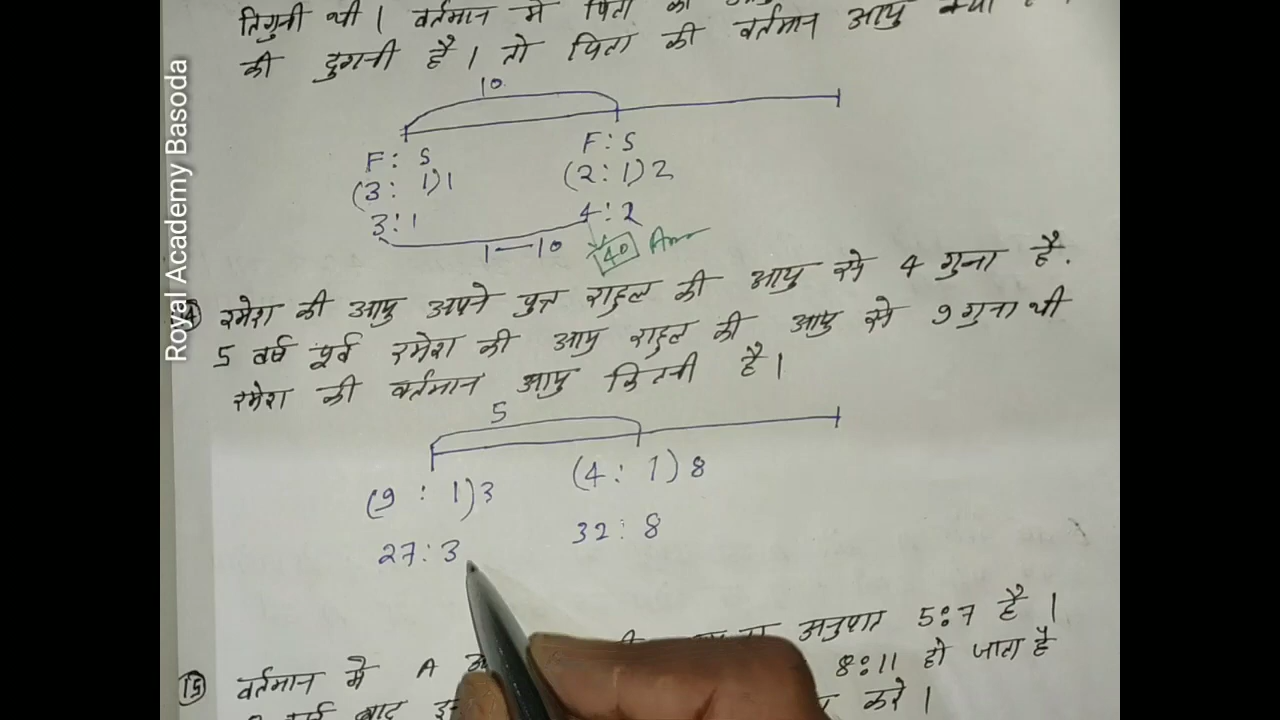 तिगुनी थी । वर्तमान मे पिता की
की दुगनी है । तो पिता की वर्तमान आयु क्या
10
F : S
F : S
(3 : 1)1
(2 : 1)2
3 : 1
4 : 2
1 — 10
40 Ans
14 रमेश की आयु अपने पुत्र राहुल की आयु से 4 गुना है.
5 वर्ष पूर्व रमेश की आयु राहुल की आयु से 9 गुना थी
रमेश की वर्तमान आयु कितनी है ।
5
(9 : 1)3
(4 : 1)8
27 : 3
32 : 8
15 वर्तमान मे A
अनुपात 5:7 है ।
वर्ष बाद
8:11 हो जाता है
करे ।
Royal Academy Basoda